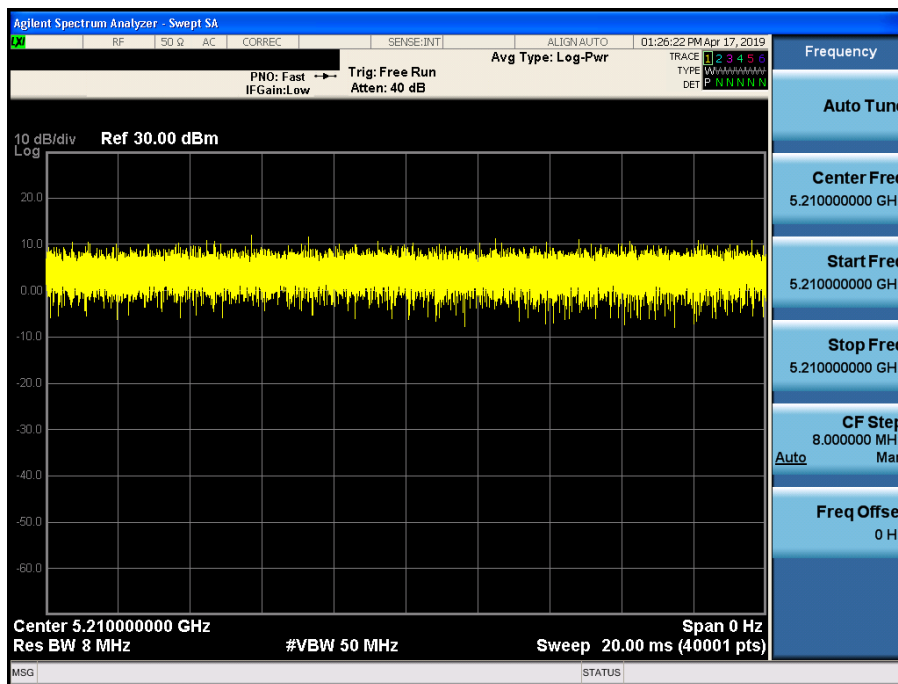 Agilent Spectrum Analyzer - Swept SA
LXI RF 50 Ω AC CORREC SENSE:INT ALIGN AUTO 01:26:22 PM Apr 17, 2019
Frequency
Avg Type: Log-Pwr TRACE 1 2 3 4 5 6
PNO: Fast Trig: Free Run TYPE W
IFGain:Low Atten: 40 dB DET P N N N N N
Auto Tun
10 dB/div Ref 30.00 dBm
Log
Center Fre
5.210000000 GH
20.0
10.0
Start Fre
5.210000000 GH
0.00
-10.0
Stop Fre
5.210000000 GH
-20.0
-30.0
CF Step
8.000000 MH
Auto Ma
-40.0
-50.0
Freq Offse
0 H
-60.0
Center 5.210000000 GHz Span 0 Hz
Res BW 8 MHz #VBW 50 MHz Sweep 20.00 ms (40001 pts)
MSG STATUS